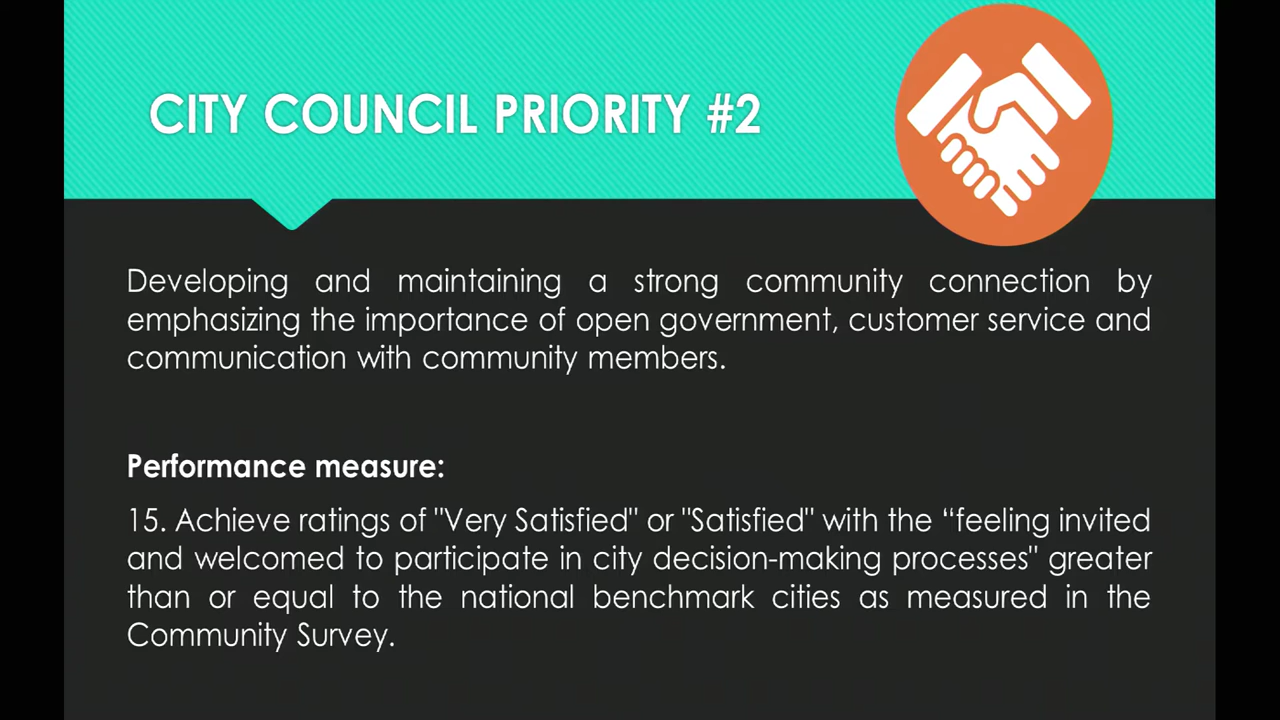 CITY COUNCIL PRIORITY #2
Developing and maintaining a strong community connection by
emphasizing the importance of open government, customer service and
communication with community members.
Performance measure:
15. Achieve ratings of "Very Satisfied" or "Satisfied" with the “feeling invited
and welcomed to participate in city decision-making processes" greater
than or equal to the national benchmark cities as measured in the
Community Survey.